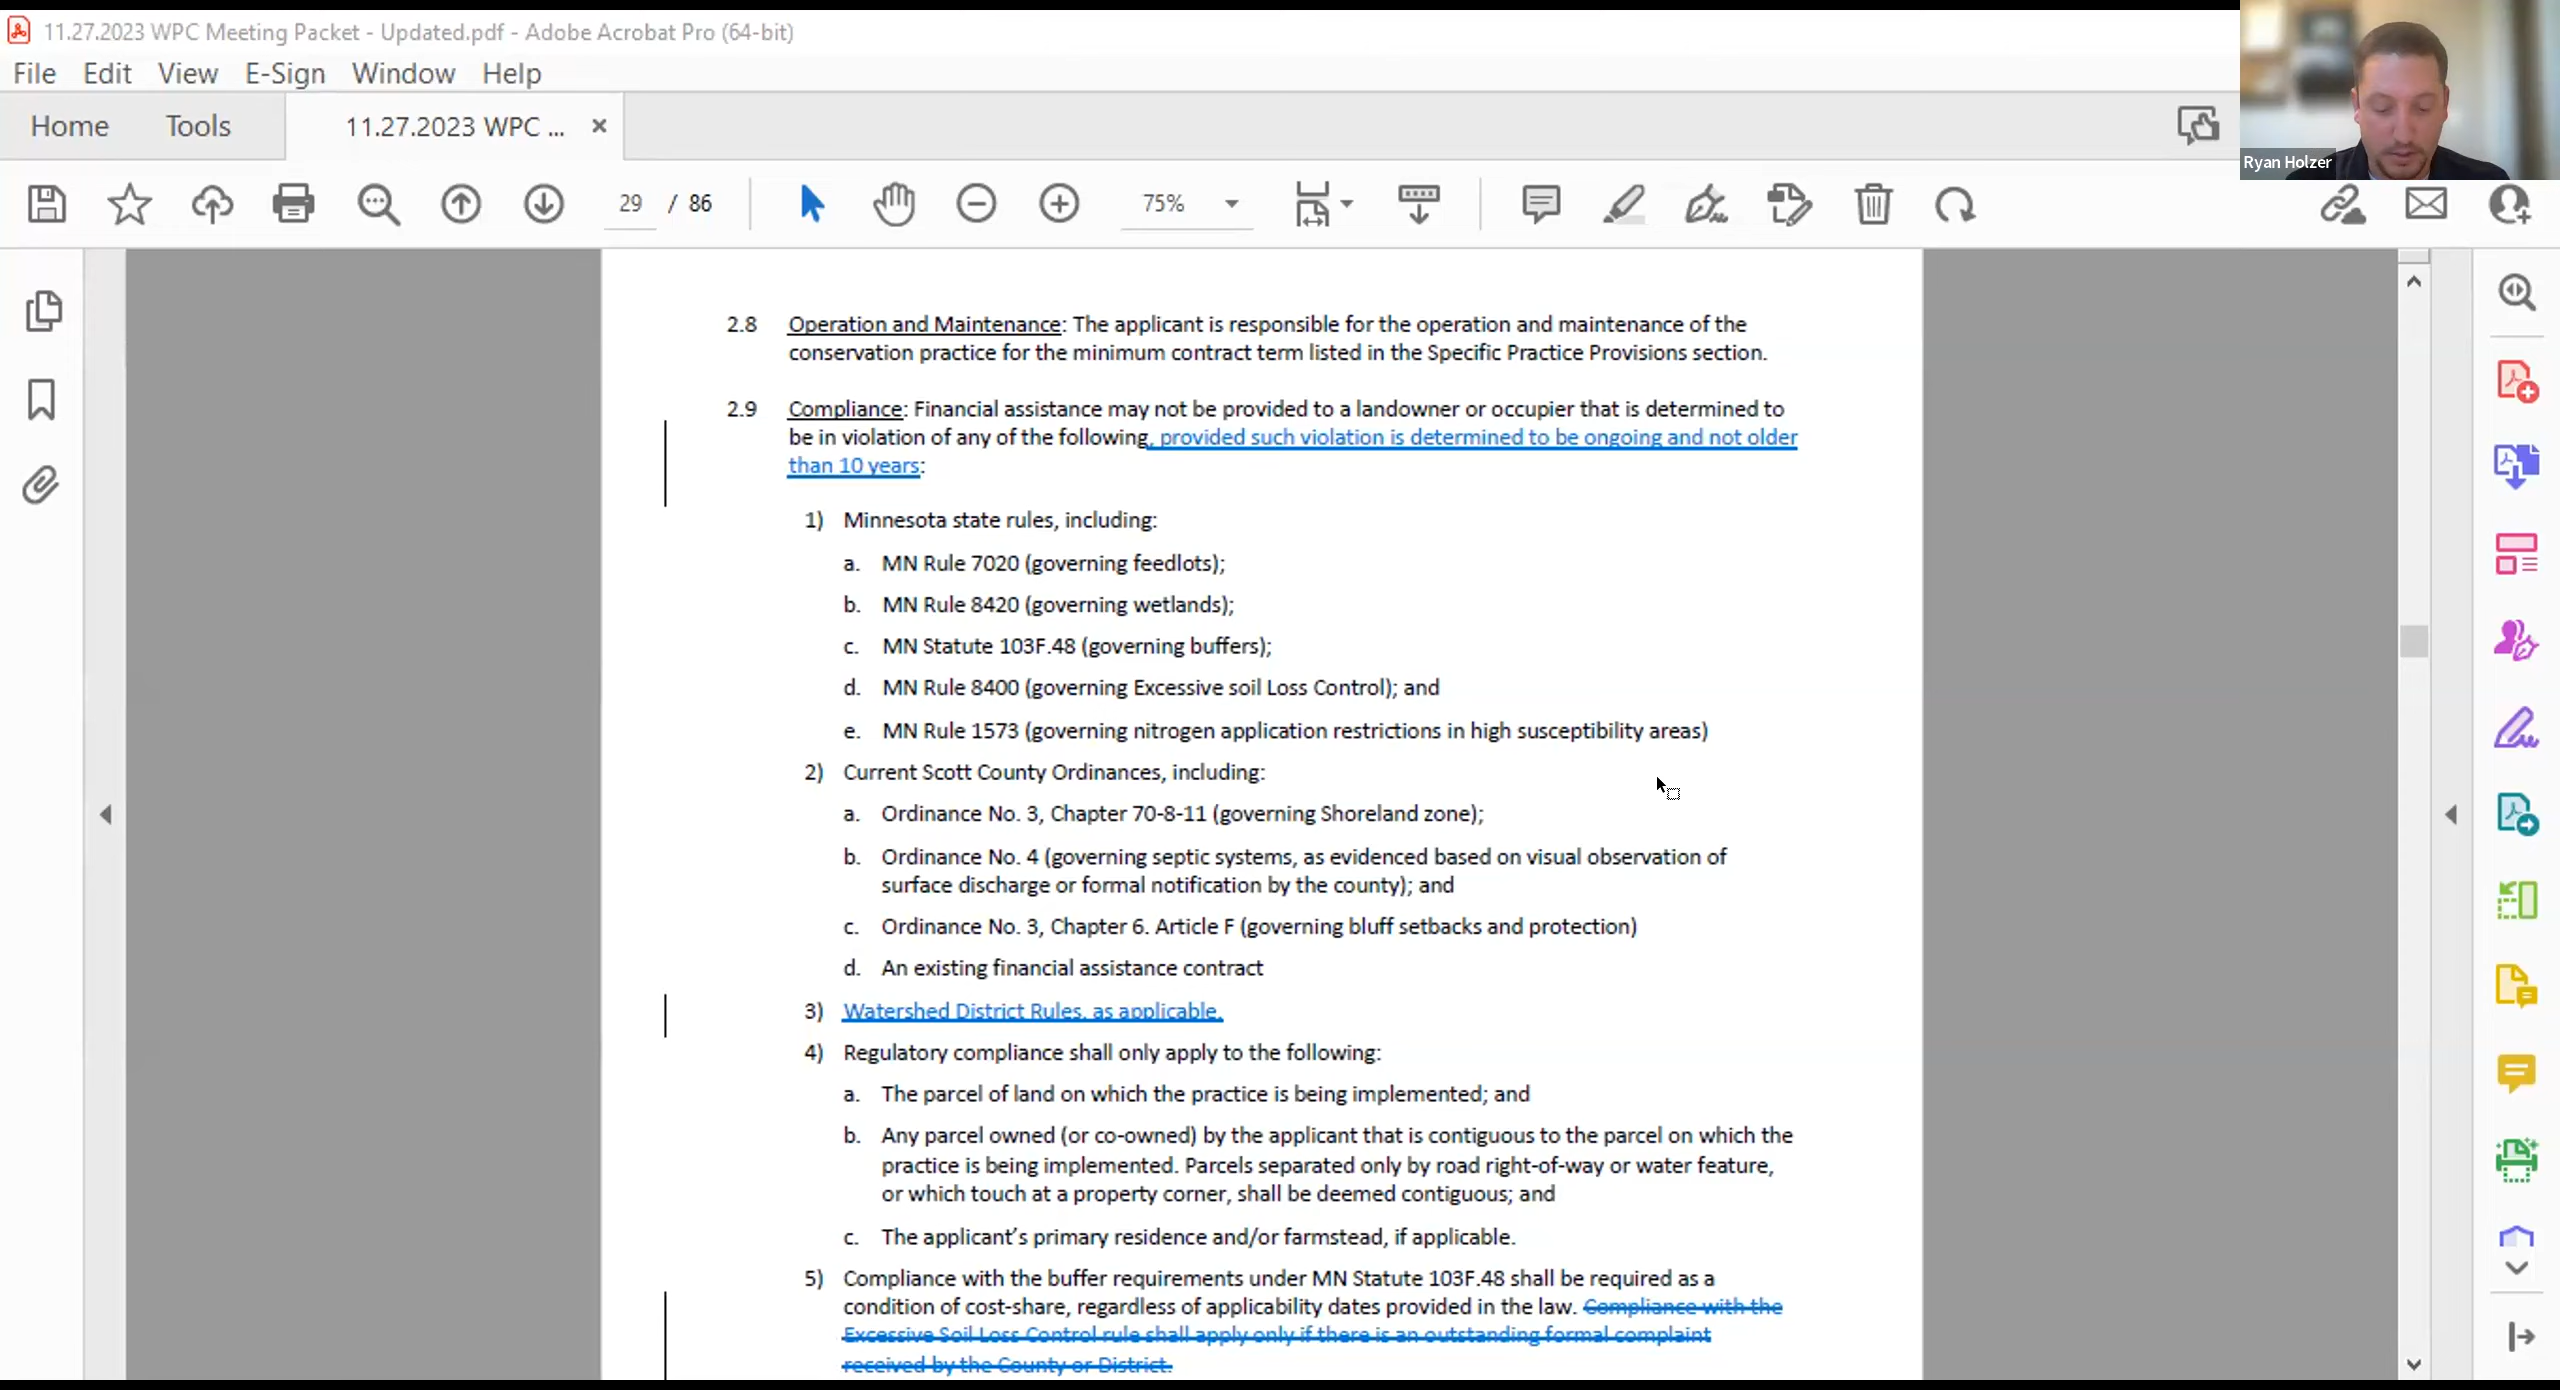 11.27.2023 WPC Meeting Packet - Updated.pdf - Adobe Acrobat Pro (64-bit)
File Edit View E-Sign Window Help
Home Tools 11.27.2023 WPC ... ×
Ryan Holzer
29 / 86 75%
2.8 Operation and Maintenance: The applicant is responsible for the operation and maintenance of the
conservation practice for the minimum contract term listed in the Specific Practice Provisions section.
2.9 Compliance: Financial assistance may not be provided to a landowner or occupier that is determined to
be in violation of any of the following, provided such violation is determined to be ongoing and not older
than 10 years:
1) Minnesota state rules, including:
a. MN Rule 7020 (governing feedlots);
b. MN Rule 8420 (governing wetlands);
c. MN Statute 103F.48 (governing buffers);
d. MN Rule 8400 (governing Excessive soil Loss Control); and
e. MN Rule 1573 (governing nitrogen application restrictions in high susceptibility areas)
2) Current Scott County Ordinances, including:
a. Ordinance No. 3, Chapter 70-8-11 (governing Shoreland zone);
b. Ordinance No. 4 (governing septic systems, as evidenced based on visual observation of
surface discharge or formal notification by the county); and
c. Ordinance No. 3, Chapter 6. Article F (governing bluff setbacks and protection)
d. An existing financial assistance contract
3) Watershed District Rules, as applicable.
4) Regulatory compliance shall only apply to the following:
a. The parcel of land on which the practice is being implemented; and
b. Any parcel owned (or co-owned) by the applicant that is contiguous to the parcel on which the
practice is being implemented. Parcels separated only by road right-of-way or water feature,
or which touch at a property corner, shall be deemed contiguous; and
c. The applicant’s primary residence and/or farmstead, if applicable.
5) Compliance with the buffer requirements under MN Statute 103F.48 shall be required as a
condition of cost-share, regardless of applicability dates provided in the law. Compliance with the
Excessive Soil Loss Control rule shall apply only if there is an outstanding formal complaint
received by the County or District.